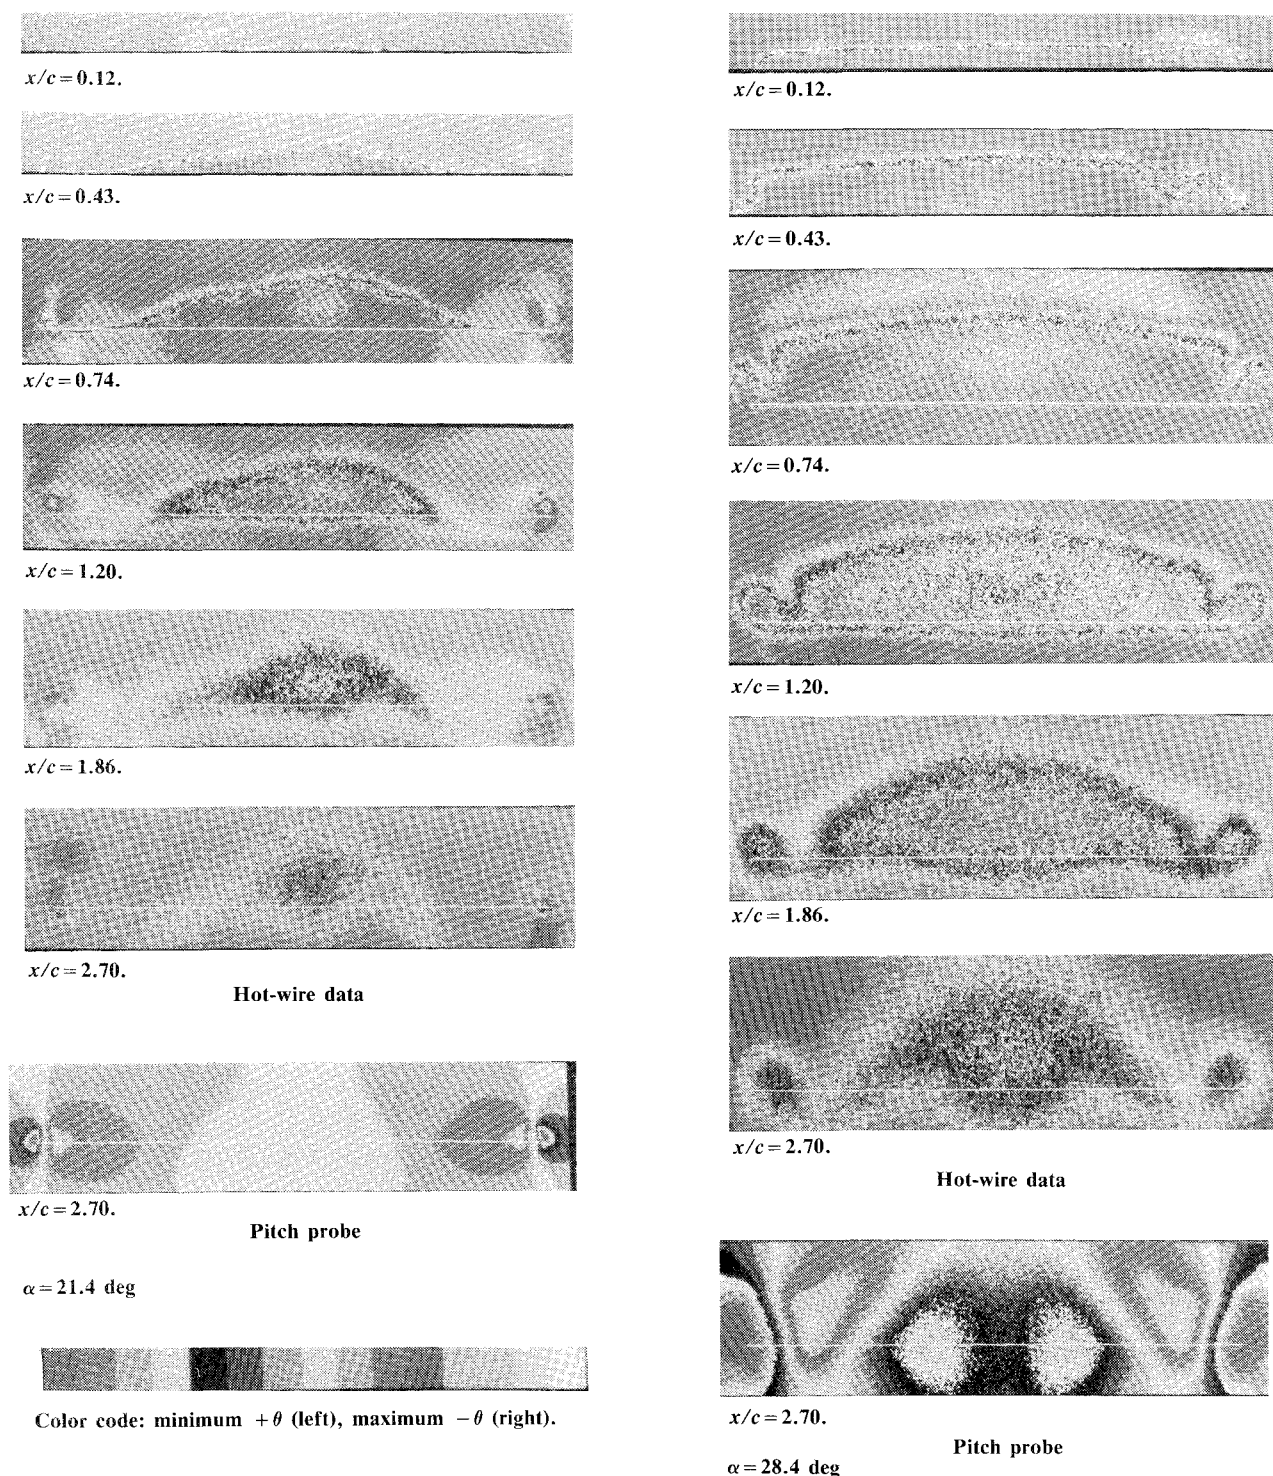 x/c = 0.12.
x/c = 0.43.
x/c = 0.74.
x/c = 1.20.
x/c = 1.86.
x/c = 2.70.
Hot-wire data
x/c = 2.70.
Pitch probe
α = 21.4 deg
Color code: minimum +θ (left), maximum −θ (right).
x/c = 0.12.
x/c = 0.43.
x/c = 0.74.
x/c = 1.20.
x/c = 1.86.
x/c = 2.70.
Hot-wire data
x/c = 2.70.
Pitch probe
α = 28.4 deg